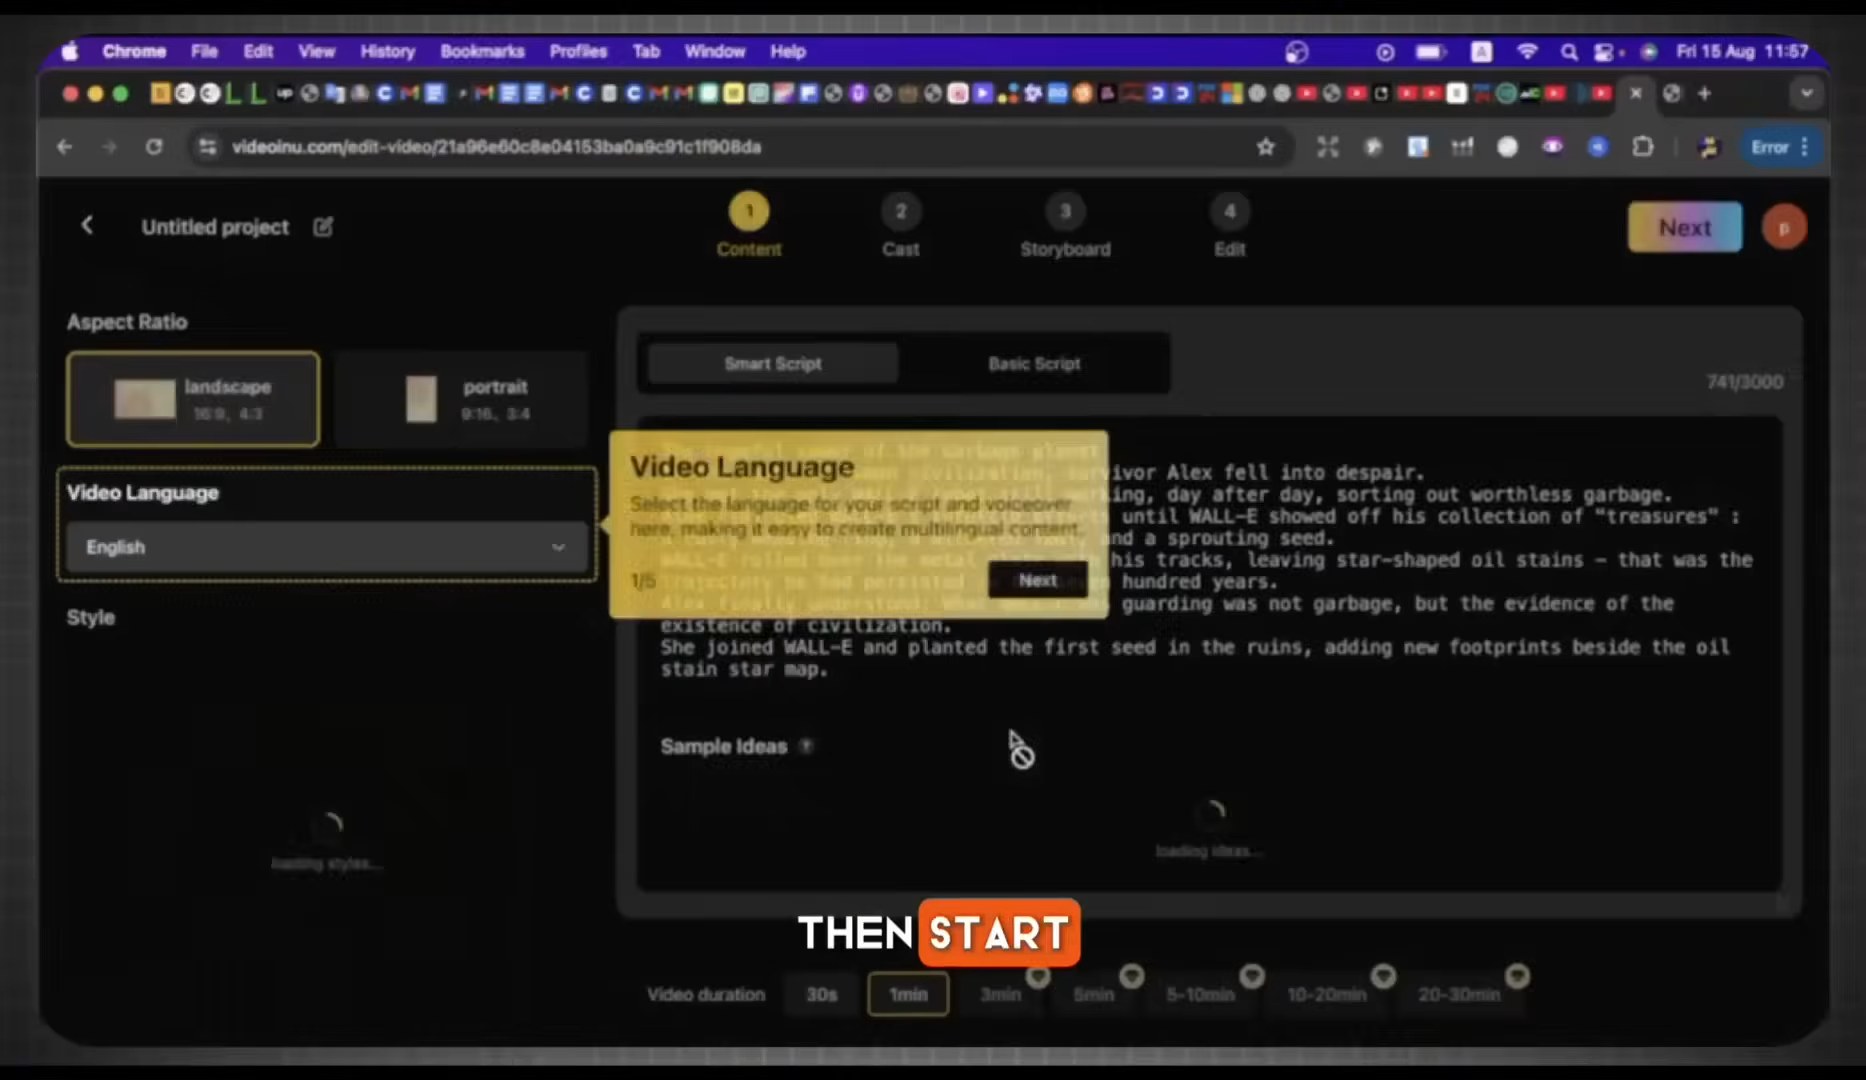 Chrome File Edit View History Bookmarks Profiles Tab Window Help
Fri 15 Aug 11:57
videoinu.com/edit-video/21a96e60c8e04153ba0a9c91c1f908da
Error
Untitled project
1 2 3 4
Content Cast Storyboard Edit
Next
p
Aspect Ratio
landscape
16:9, 4:3
portrait
9:16, 3:4
Video Language
English
Style
loading styles...
Smart Script Basic Script
741/3000
Video Language
Select the language for your script and voiceover
here, making it easy to create multilingual content.
1/5
Next
civilization, survivor Alex fell into despair.
king, day after day, sorting out worthless garbage.
until WALL-E showed off his collection of "treasures" :
and a sprouting seed.
his tracks, leaving star-shaped oil stains — that was the
hundred years.
guarding was not garbage, but the evidence of the
existence of civilization.
She joined WALL-E and planted the first seed in the ruins, adding new footprints beside the oil
stain star map.
Sample Ideas ?
loading ideas...
THEN START
Video duration 30s 1min 3min 5min 5-10min 10-20min 20-30min